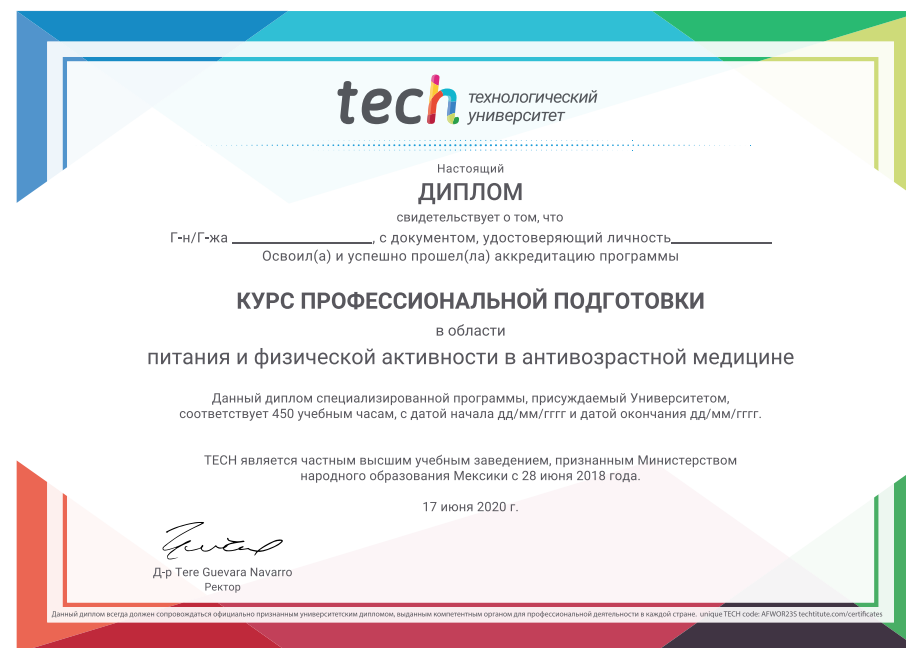 tech технологический
университет
Настоящий
ДИПЛОМ
свидетельствует о том, что
Г-н/Г-жа ____________________, с документом, удостоверяющий личность______________
Освоил(а) и успешно прошел(ла) аккредитацию программы
КУРС ПРОФЕССИОНАЛЬНОЙ ПОДГОТОВКИ
в области
питания и физической активности в антивозрастной медицине
Данный диплом специализированной программы, присуждаемый Университетом,
соответствует 450 учебным часам, с датой начала дд/мм/гггг и датой окончания дд/мм/гггг.
TECH является частным высшим учебным заведением, признанным Министерством
народного образования Мексики с 28 июня 2018 года.
17 июня 2020 г.
Д-р Tere Guevara Navarro
Ректор
Данный диплом всегда должен сопровождаться официально признанным университетским дипломом, выданным компетентным органом для профессиональной деятельности в каждой стране. unique TECH code: AFWOR23S techtitute.com/certificates